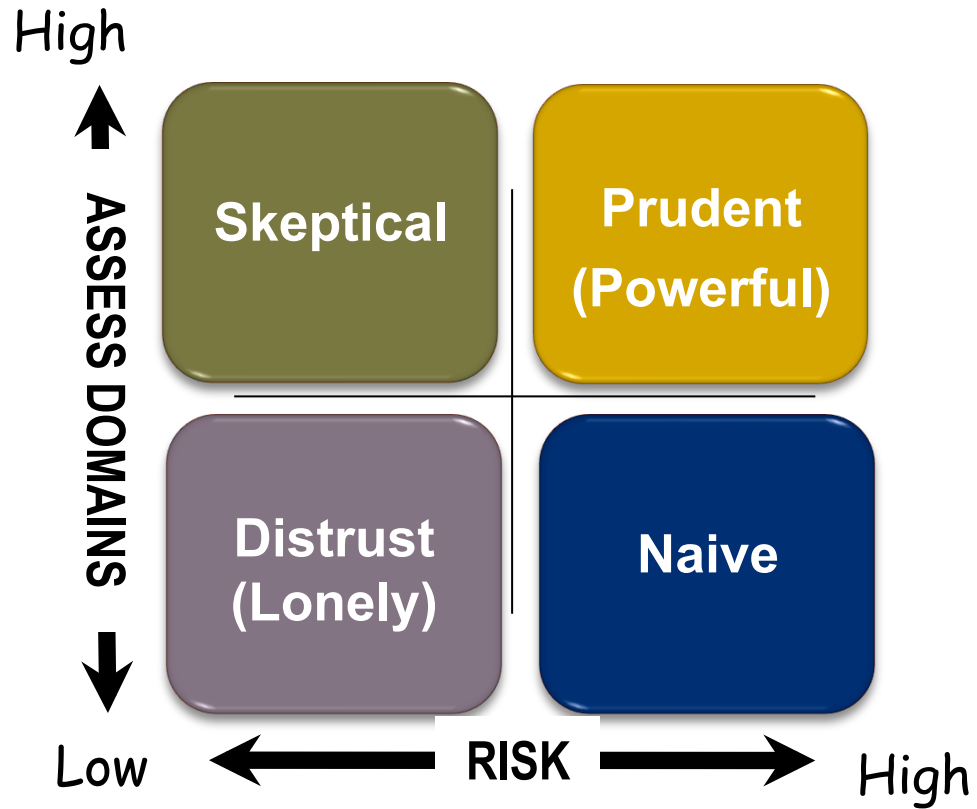 High
ASSESS DOMAINS
Skeptical
Prudent
(Powerful)
Distrust
(Lonely)
Naive
Low
RISK
High